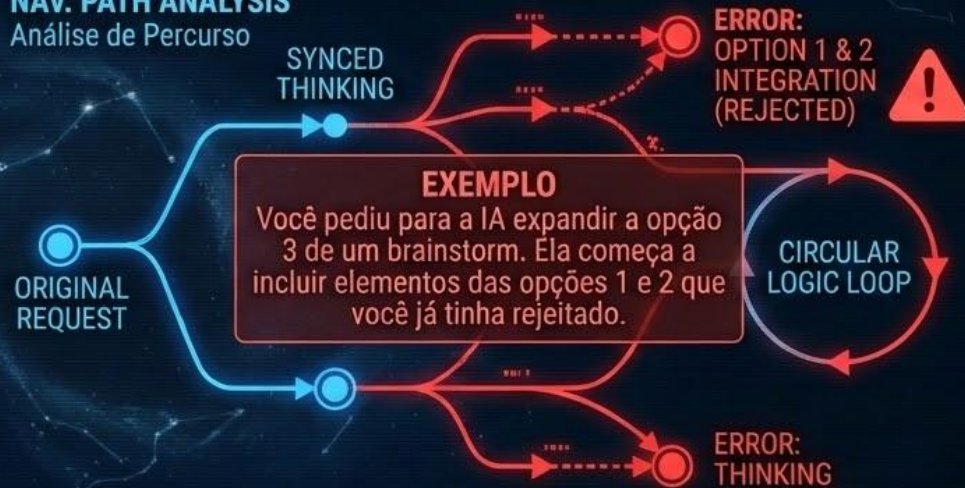 NAV. PATH ANALYSIS
Análise de Percurso
SYNCED
THINKING
ERROR:
OPTION 1 & 2
INTEGRATION
(REJECTED)
!
EXEMPLO
Você pediu para a IA expandir a opção
3 de um brainstorm. Ela começa a
incluir elementos das opções 1 e 2 que
você já tinha rejeitado.
ORIGINAL
REQUEST
CIRCULAR
LOGIC LOOP
ERROR:
THINKING